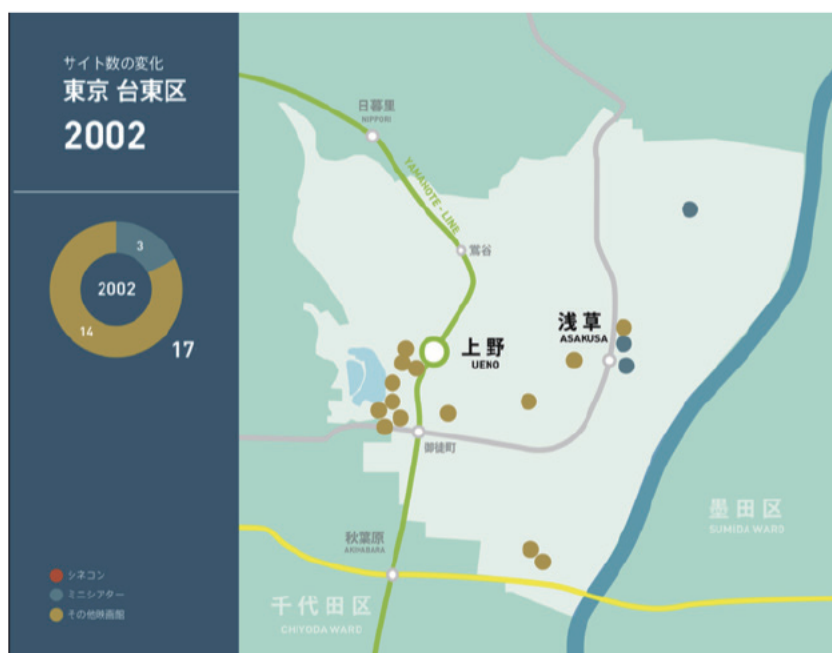 サイト数の変化
東京 台東区
2002
3
2002
14
17
シネコン
ミニシアター
その他映画館
日暮里
NIPPORI
YAMANOTE-LINE
鶯谷
上野
UENO
浅草
ASAKUSA
御徒町
秋葉原
AKIHABARA
千代田区
CHIYODA WARD
墨田区
SUMIDA WARD